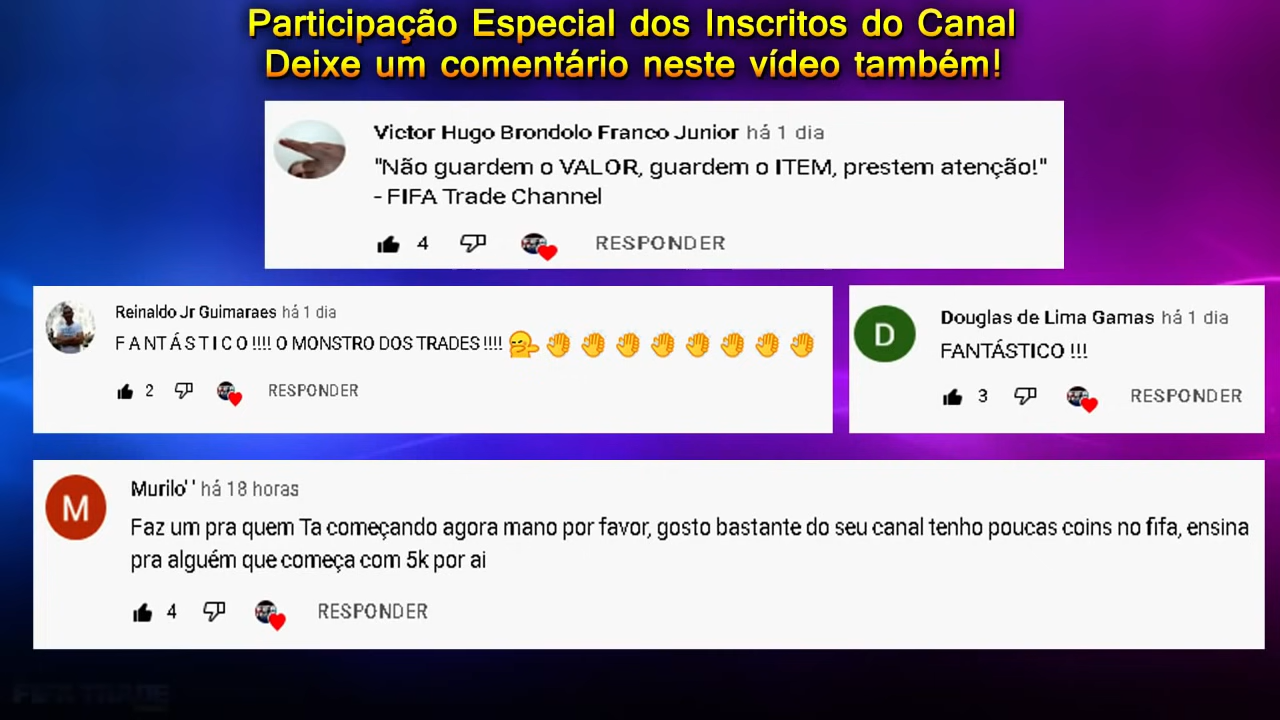 Participação Especial dos Inscritos do Canal
Deixe um comentário neste vídeo também!
Victor Hugo Brondolo Franco Junior há 1 dia
"Não guardem o VALOR, guardem o ITEM, prestem atenção!"
- FIFA Trade Channel
4 RESPONDER
Reinaldo Jr Guimaraes há 1 dia
F A N T Á S T I C O !!!! O MONSTRO DOS TRADES !!!!
2 RESPONDER
D
Douglas de Lima Gamas há 1 dia
FANTÁSTICO !!!
3 RESPONDER
M
Murilo'' há 18 horas
Faz um pra quem Ta começando agora mano por favor, gosto bastante do seu canal tenho poucas coins no fifa, ensina
pra alguém que começa com 5k por ai
4 RESPONDER
FIFA TRADE